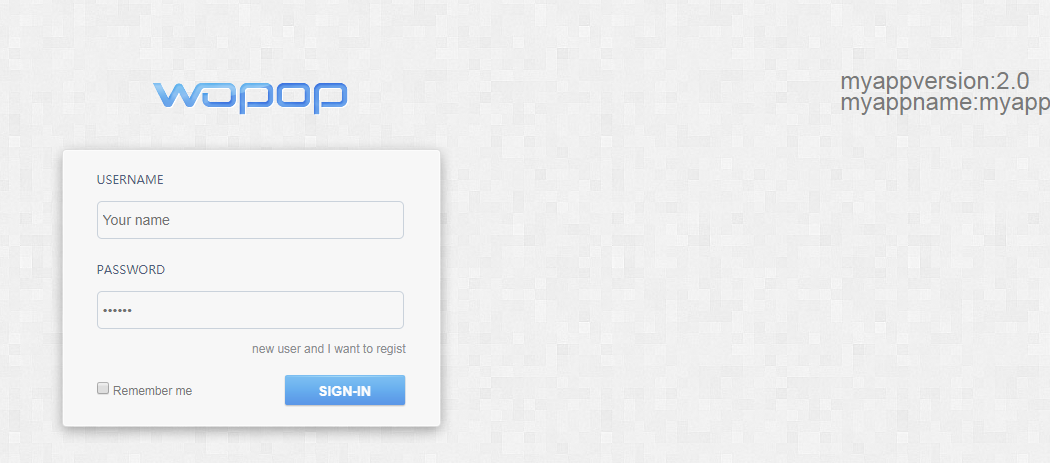 wopop
myappversion:2.0
myappname:myapp
USERNAME
Your name
PASSWORD
••••••
new user and I want to regist
Remember me
SIGN-IN